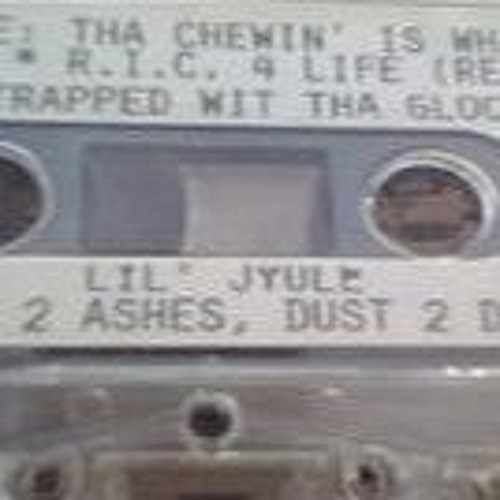 E: THA CHEWIN' IS WH
* R.I.C. 4 LIFE (RE
TRAPPED WIT THA GLOC
LIL' JYULE
2 ASHES, DUST 2 D